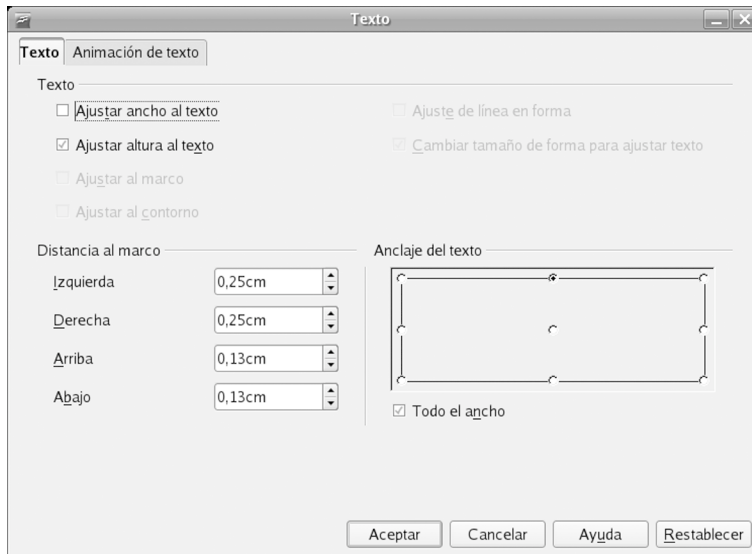 Texto
Texto Animación de texto
Texto
Ajustar ancho al texto
Ajuste de línea en forma
Ajustar altura al texto
Cambiar tamaño de forma para ajustar texto
Ajustar al marco
Ajustar al contorno
Distancia al marco
Anclaje del texto
Izquierda 0,25cm
Derecha 0,25cm
Arriba 0,13cm
Abajo 0,13cm
Todo el ancho
Aceptar Cancelar Ayuda Restablecer